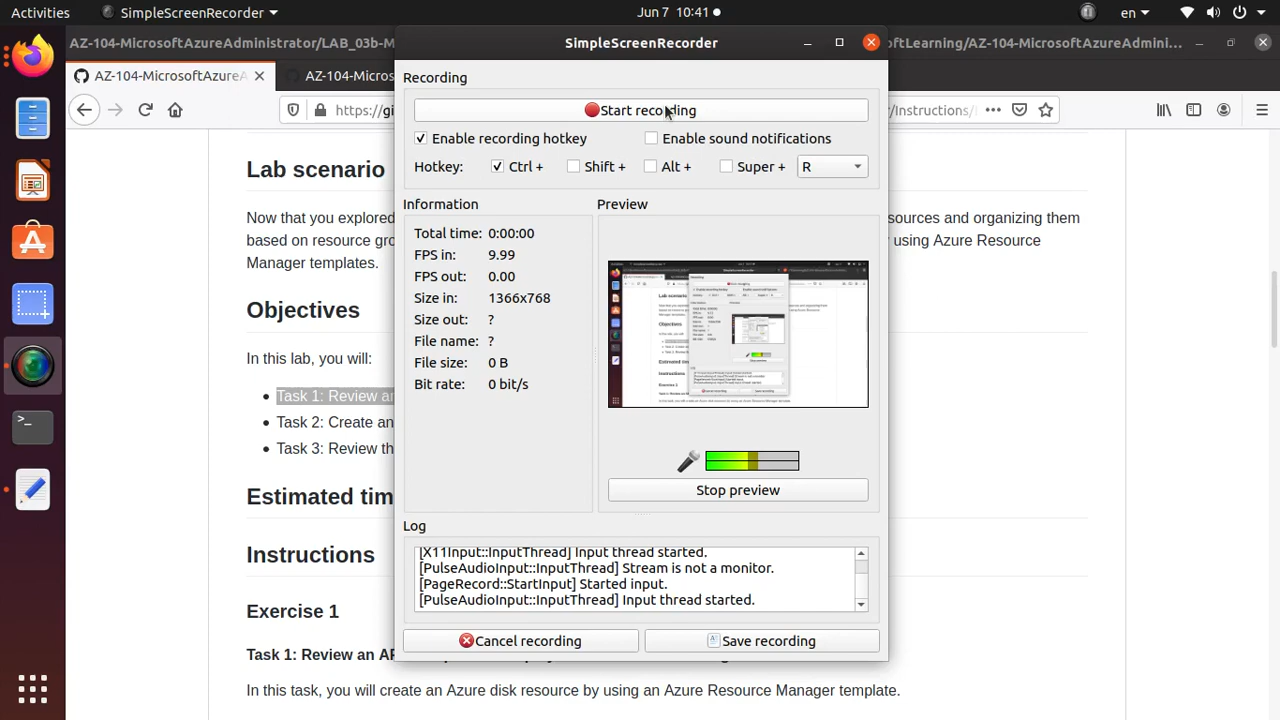 Activities
SimpleScreenRecorder
Jun 7 10:41
en
AZ-104-MicrosoftAzureAdministrator/LAB_03b-M
SimpleScreenRecorder
softLearning/AZ-104-MicrosoftAzureAdmini...
AZ-104-MicrosoftAzureA
AZ-104-Micros
https://gi
/Instructions/
Recording
Start recording
Enable recording hotkey
Enable sound notifications
Hotkey:
Ctrl +
Shift +
Alt +
Super +
R
Information
Preview
Total time: 0:00:00
FPS in: 9.99
FPS out: 0.00
Size in: 1366x768
Size out: ?
File name: ?
File size: 0 B
Bit rate: 0 bit/s
Stop preview
Log
[X11Input::InputThread] Input thread started.
[PulseAudioInput::InputThread] Stream is not a monitor.
[PageRecord::StartInput] Started input.
[PulseAudioInput::InputThread] Input thread started.
Cancel recording
Save recording
Lab scenario
Now that you explored
ources and organizing them
based on resource gro
y using Azure Resource
Manager templates.
Objectives
In this lab, you will:
Task 1: Review an
Task 2: Create an
Task 3: Review th
Estimated tim
Instructions
Exercise 1
Task 1: Review an AR
In this task, you will create an Azure disk resource by using an Azure Resource Manager template.